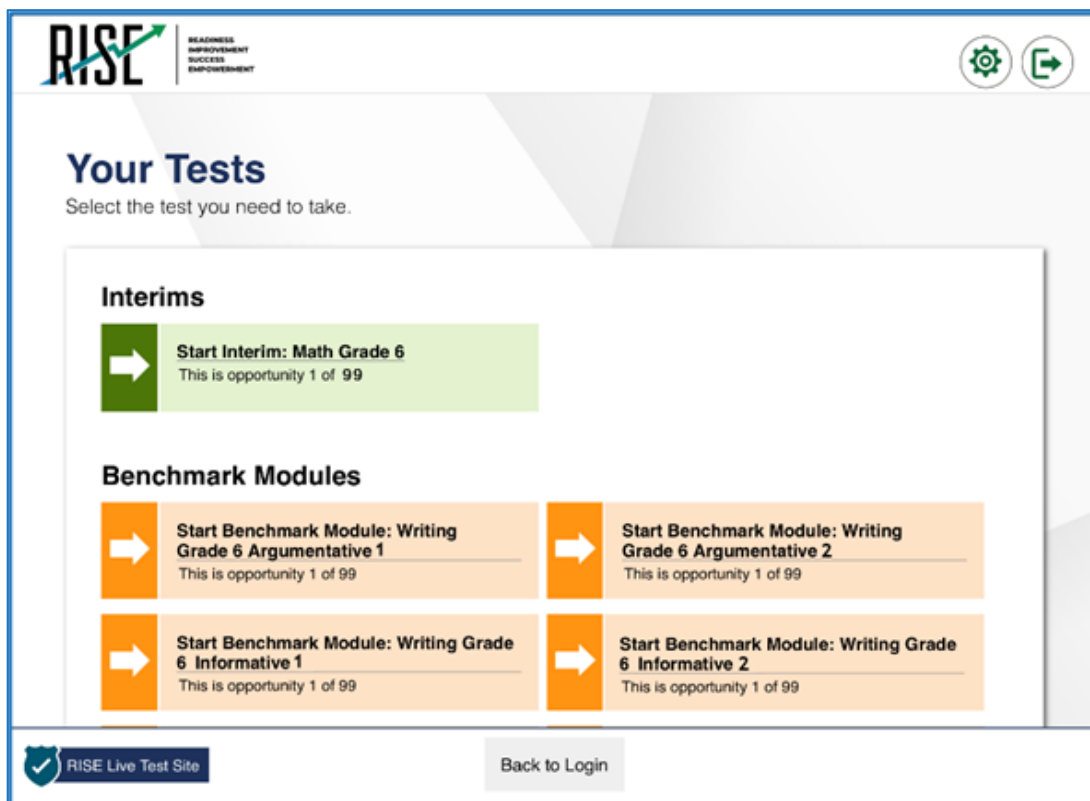 RISE
READINESS
IMPROVEMENT
SUCCESS
EMPOWERMENT
Your Tests
Select the test you need to take.
Interims
Start Interim: Math Grade 6
This is opportunity 1 of 99
Benchmark Modules
Start Benchmark Module: Writing
Grade 6 Argumentative 1
This is opportunity 1 of 99
Start Benchmark Module: Writing
Grade 6 Argumentative 2
This is opportunity 1 of 99
Start Benchmark Module: Writing Grade
6 Informative 1
This is opportunity 1 of 99
Start Benchmark Module: Writing Grade
6 Informative 2
This is opportunity 1 of 99
RISE Live Test Site
Back to Login